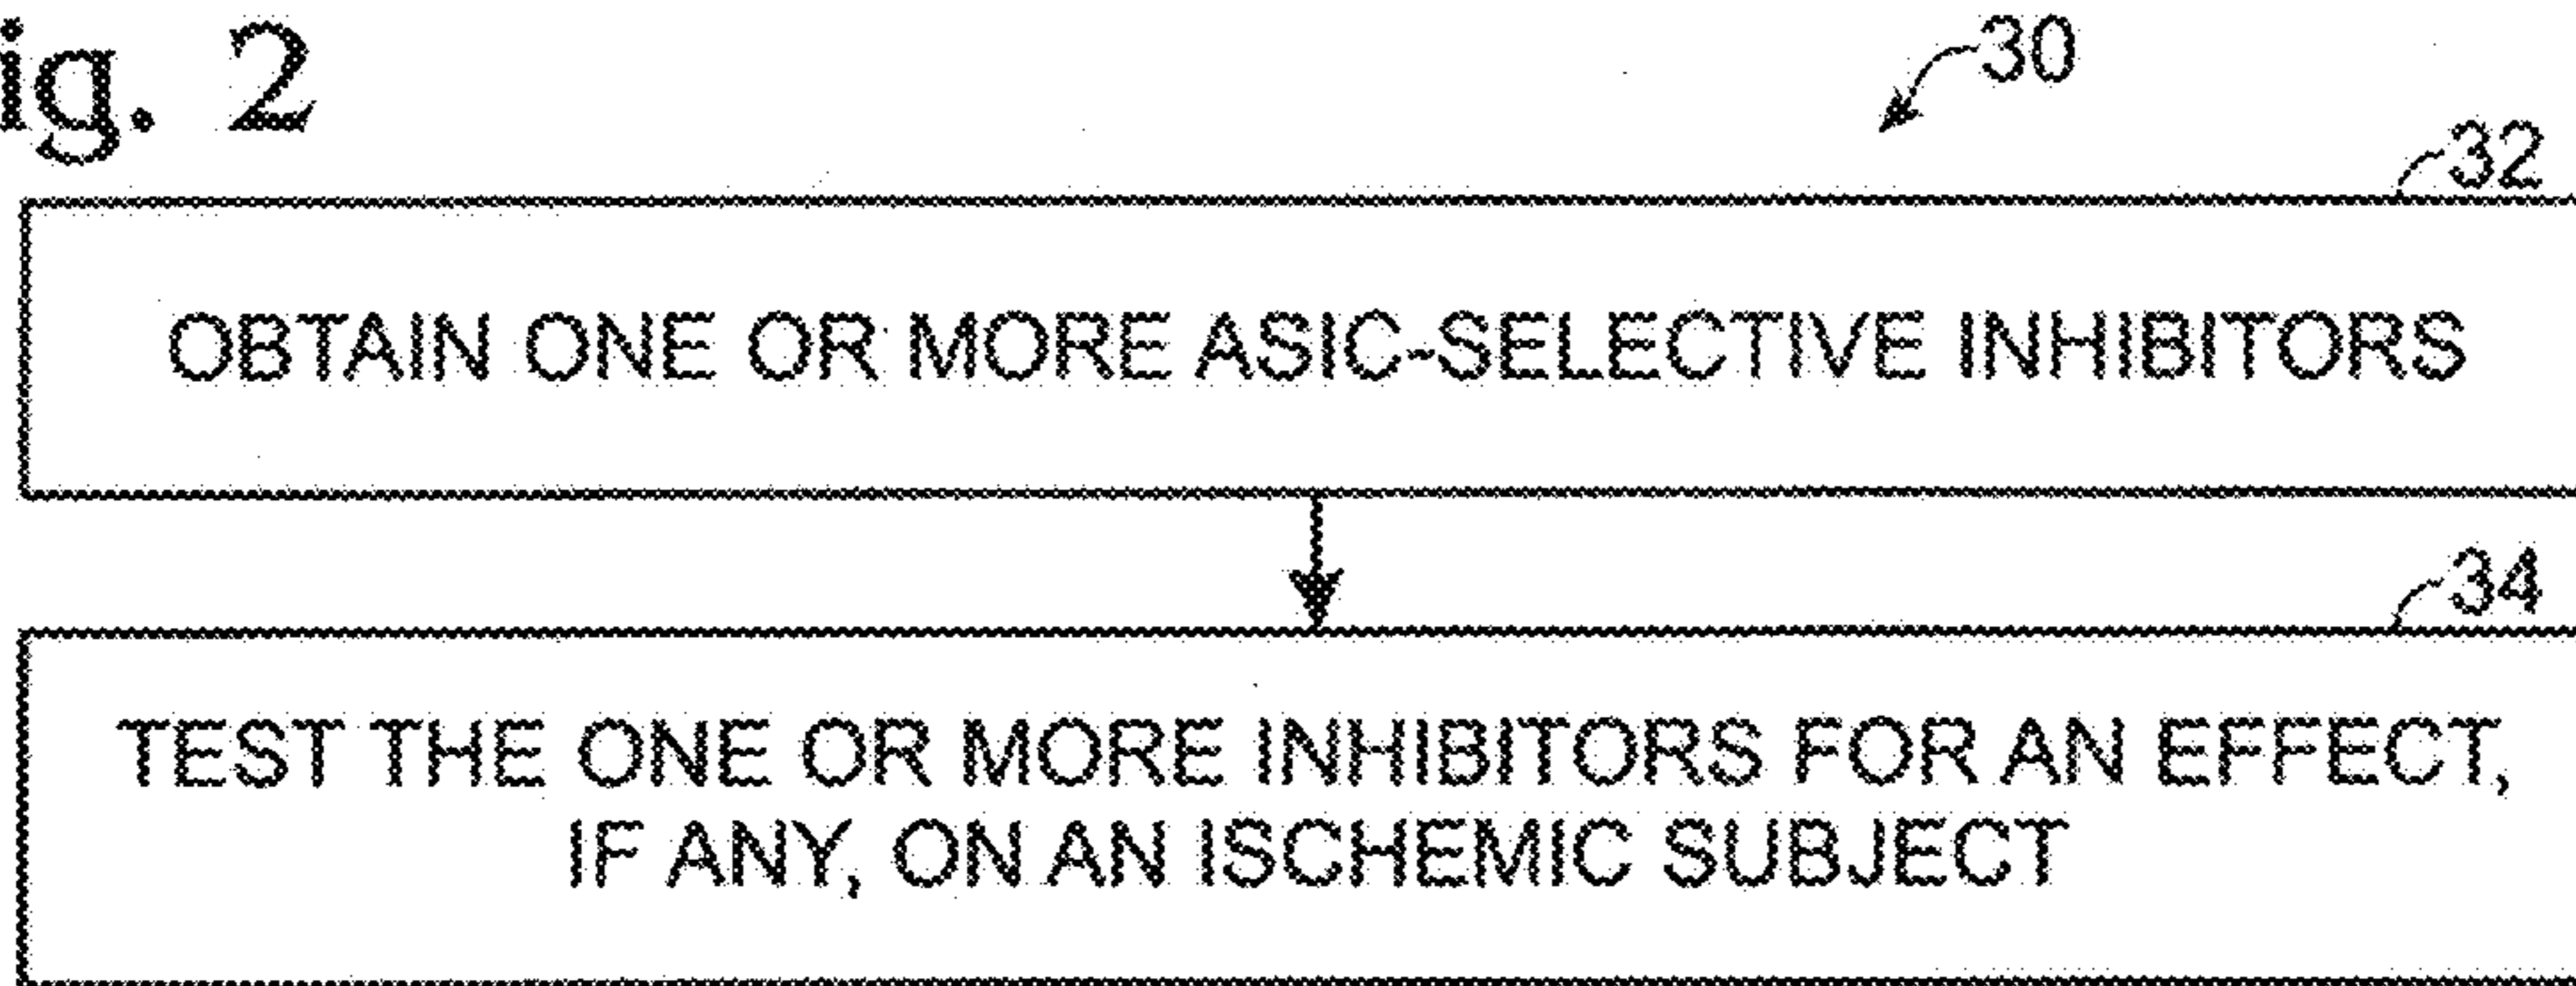 ig. 2
30
32
OBTAIN ONE OR MORE ASIC-SELECTIVE INHIBITORS
34
TEST THE ONE OR MORE INHIBITORS FOR AN EFFECT,
IF ANY, ON AN ISCHEMIC SUBJECT